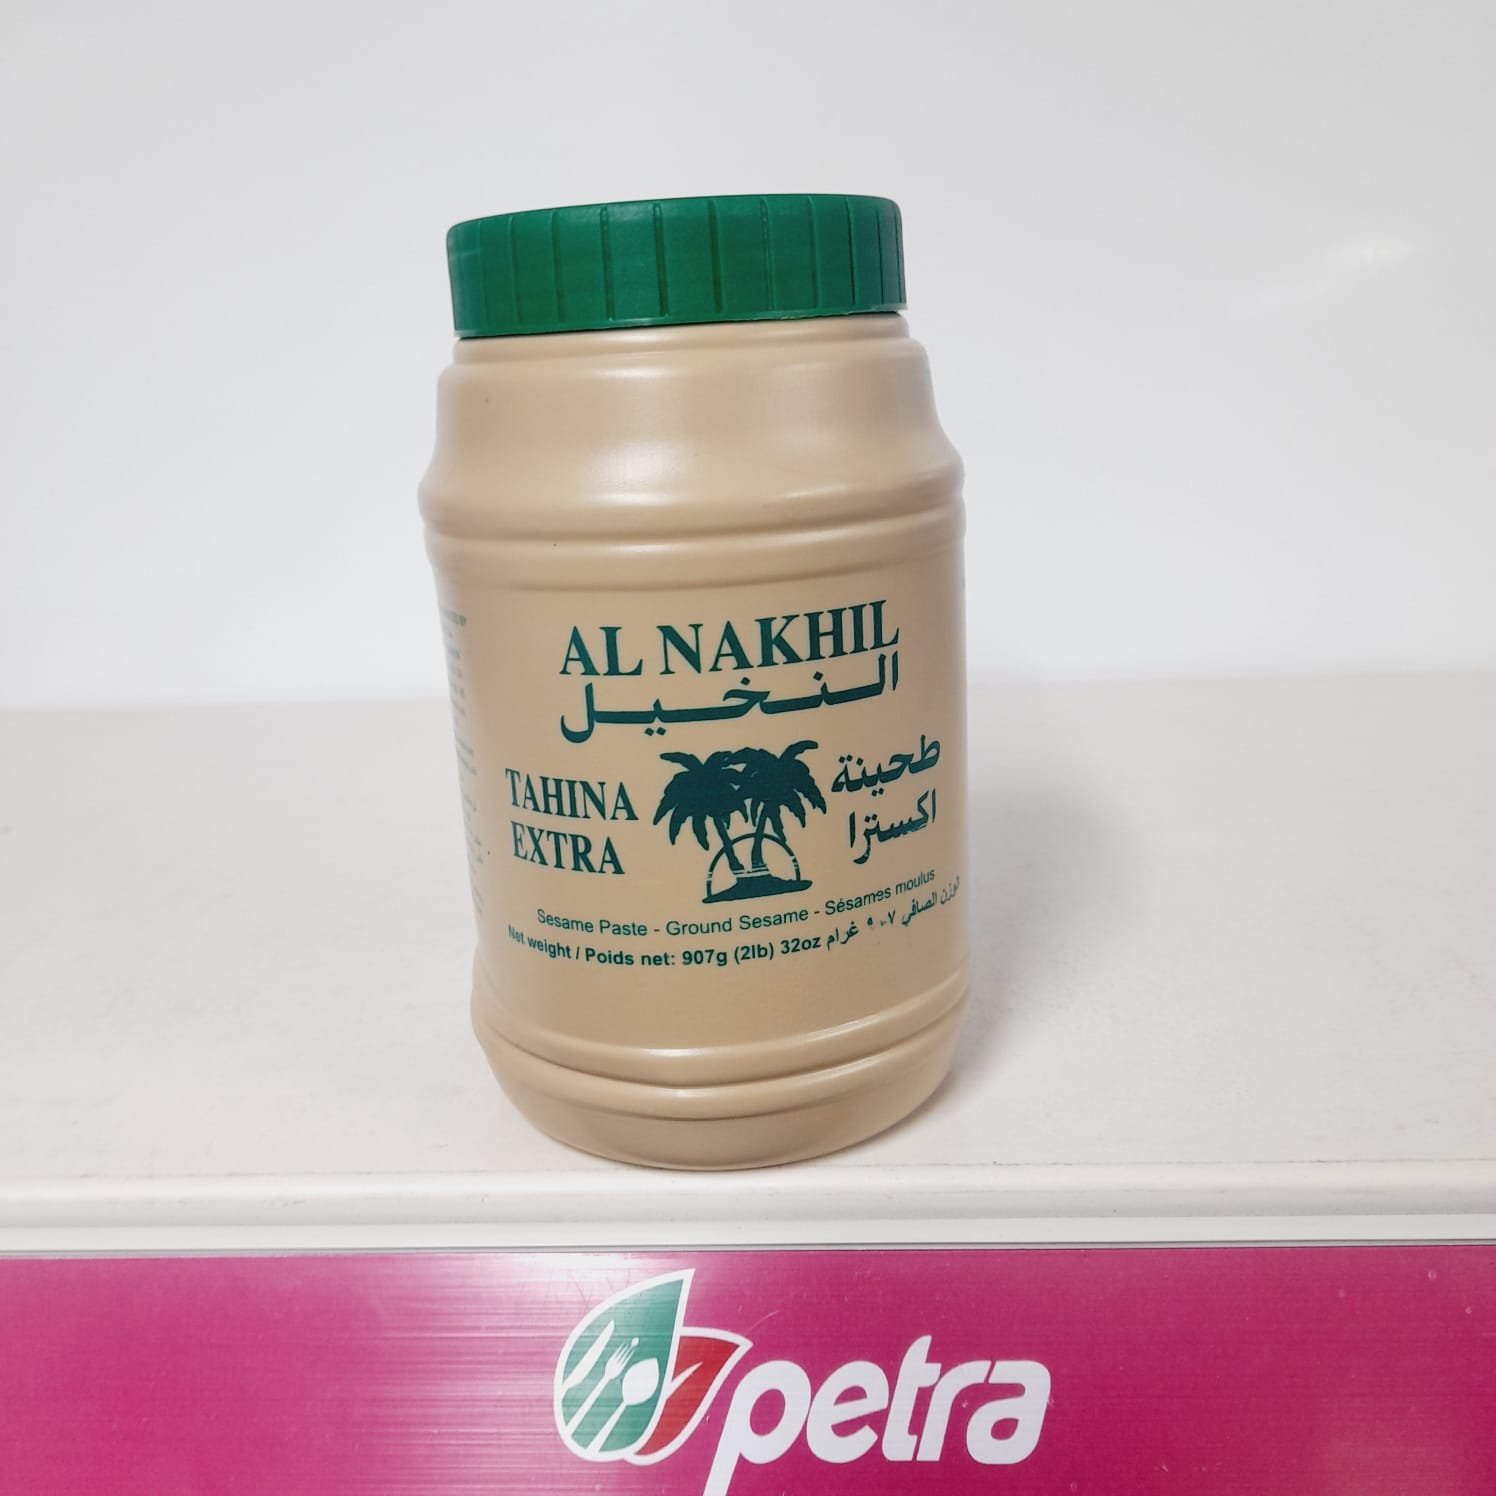 AL NAKHIL
النخيل
TAHINA
EXTRA
طحينة
اكسترا
Sesame Paste - Ground Sesame - Sésames moulus
Net weight / Poids net: 907g (2lb) 32oz الوزن الصافي ٩٠٧ غرام
petra